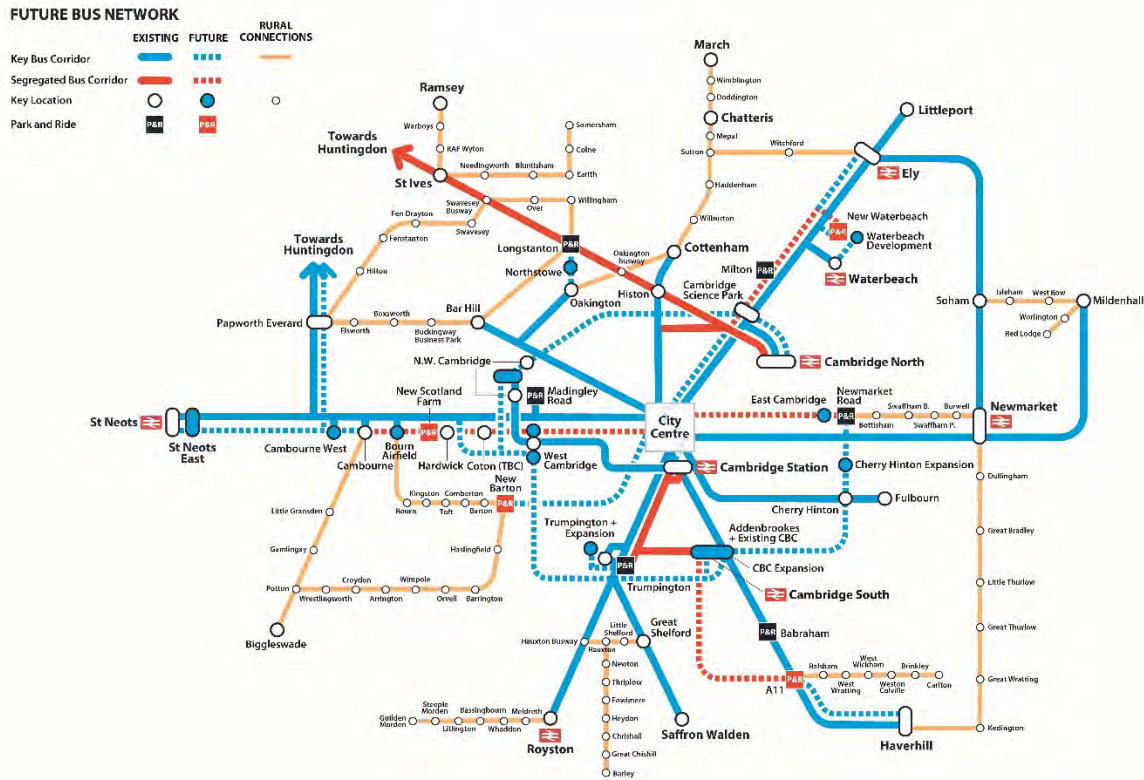 FUTURE BUS NETWORK
EXISTING
FUTURE
RURAL
CONNECTIONS
Key Bus Corridor
Segregated Bus Corridor
Key Location
Park and Ride
P&R
P&R
March
Wimblington
Doddington
Chatteris
Mepal
Sutton
Witchford
Haddenham
Wilburton
Cottenham
Littleport
Ely
Ramsey
Warboys
RAF Wyton
Towards
Huntingdon
St Ives
Needingworth
Bluntisham
Somersham
Colne
Earith
Swavesey
Busway
Over
Willingham
Fen Drayton
Fenstanton
Swavesey
Hilton
Towards
Huntingdon
Longstanton
P&R
Northstowe
Oakington
busway
Oakington
Histon
Milton
P&R
Cambridge
Science Park
P&R
New Waterbeach
Waterbeach
Development
Waterbeach
Soham
Isleham
West Row
Mildenhall
Worlington
Red Lodge
Papworth Everard
Elsworth
Boxsworth
Buckingway
Business Park
Bar Hill
N.W. Cambridge
Cambridge North
Madingley
Road
P&R
New Scotland
Farm
P&R
St Neots
St Neots
East
Cambourne West
Cambourne
Bourn
Airfield
Hardwick
Coton (TBC)
West
Cambridge
City
Centre
East Cambridge
Newmarket
Road
P&R
Bottisham
Swaffham B.
Swaffham P.
Burwell
Newmarket
Cambridge Station
Cherry Hinton Expansion
Cherry Hinton
Fulbourn
Dullingham
Great Bradley
Little Thurlow
Great Thurlow
Great Wratting
Kedington
New
Barton
P&R
Kingston
Comberton
Bourn
Toft
Barton
Haslingfield
Little Gransden
Gamlingay
Potton
Wrestlingworth
Croydon
Arrington
Wimpole
Orwell
Barrington
Biggleswade
Trumpington +
Expansion
P&R
Trumpington
Addenbrookes
+ Existing CBC
CBC Expansion
Cambridge South
P&R
Babraham
P&R
A11
Balsham
West
Wratting
West
Wickham
Weston
Colville
Brinkley
Carlton
Haverhill
Hauxton Busway
Little
Shelford
Hauxton
Great
Shelford
Newton
Thriplow
Fowlmere
Heydon
Chrishall
Great Chishill
Barley
Saffron Walden
Guilden
Morden
Steeple
Morden
Litlington
Bassingbourn
Whaddon
Meldreth
Royston